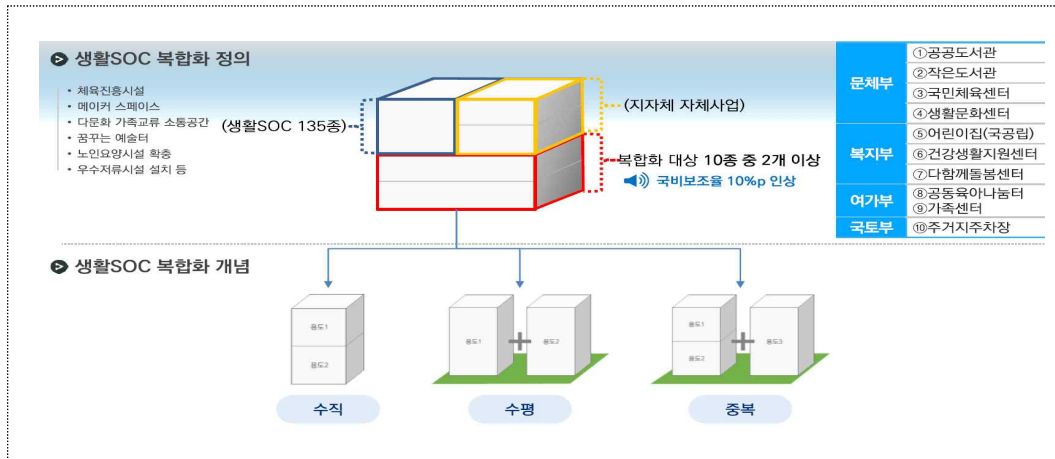 생활SOC 복합화 정의
• 체육진흥시설
• 메이커 스페이스
• 다문화 가족교류 소통공간
• 꿈꾸는 예술터
• 노인요양시설 확충
• 우수저류시설 설치 등
(생활SOC 135종)
(지자체 자체사업)
복합화 대상 10종 중 2개 이상
국비보조율 10%p 인상
문체부
①공공도서관
②작은도서관
③국민체육센터
④생활문화센터
복지부
⑤어린이집(국공립)
⑥건강생활지원센터
⑦다함께돌봄센터
여가부
⑧공동육아나눔터
⑨가족센터
국토부
⑩주거지주차장
생활SOC 복합화 개념
용도1
용도2
수직
용도1
+
용도2
수평
용도1
용도2
+
용도3
중복